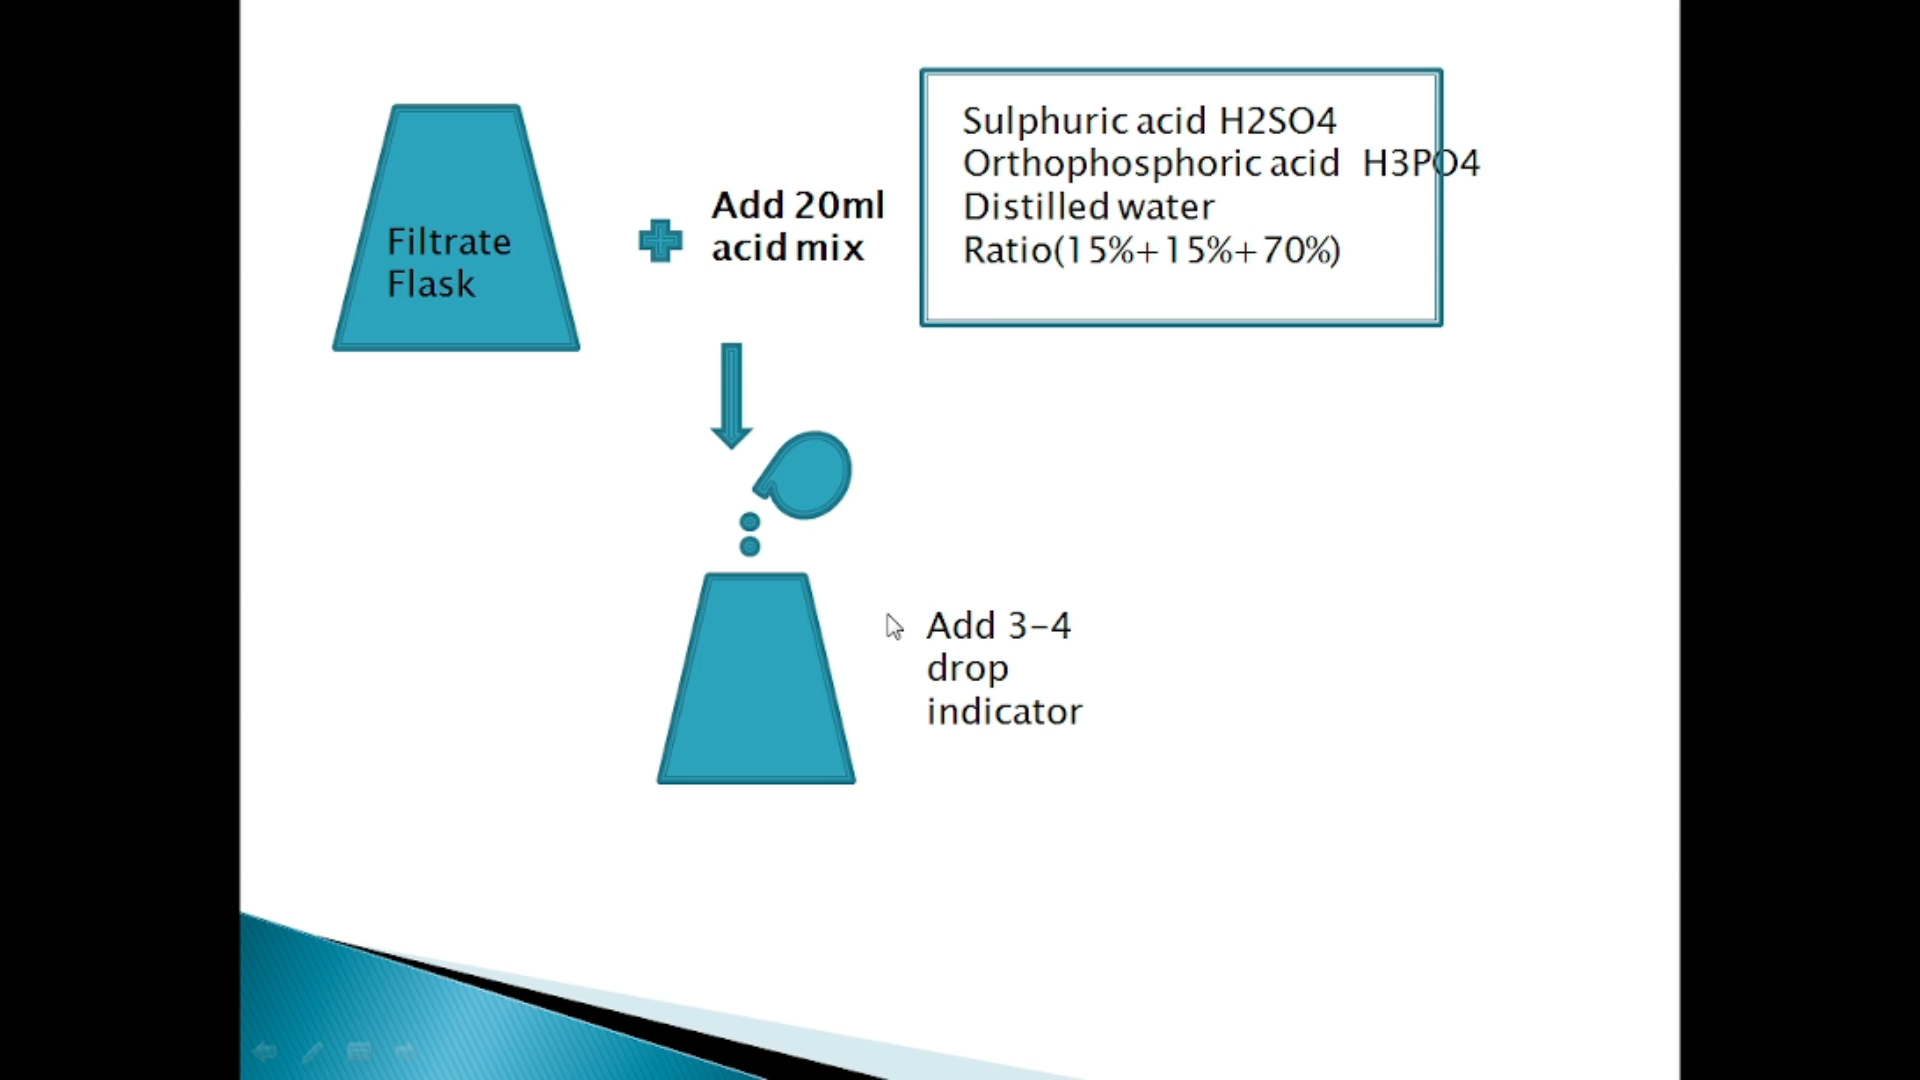 Filtrate
Flask
Add 20ml
acid mix
Sulphuric acid H2SO4
Orthophosphoric acid H3PO4
Distilled water
Ratio(15%+15%+70%)
Add 3-4
drop
indicator